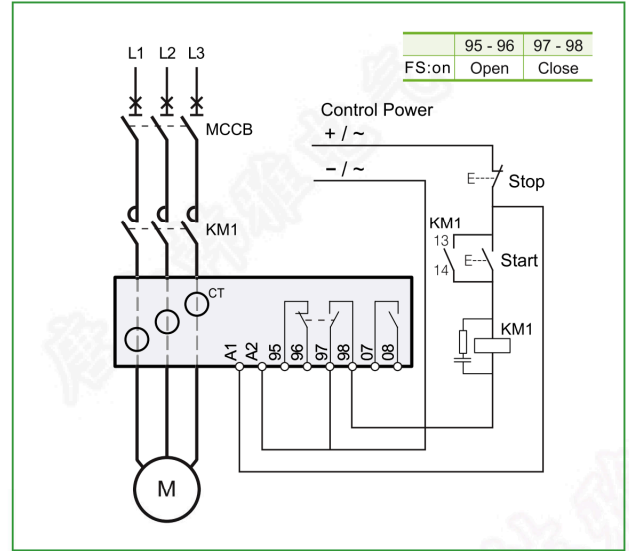 95 - 96 97 - 98
FS:on Open Close
L1 L2 L3
MCCB
Control Power
+ / ~
− / ~
E Stop
KM1
KM1
13
14
E Start
CT
KM1
A1 A2 95 96 97 98 07 08
M